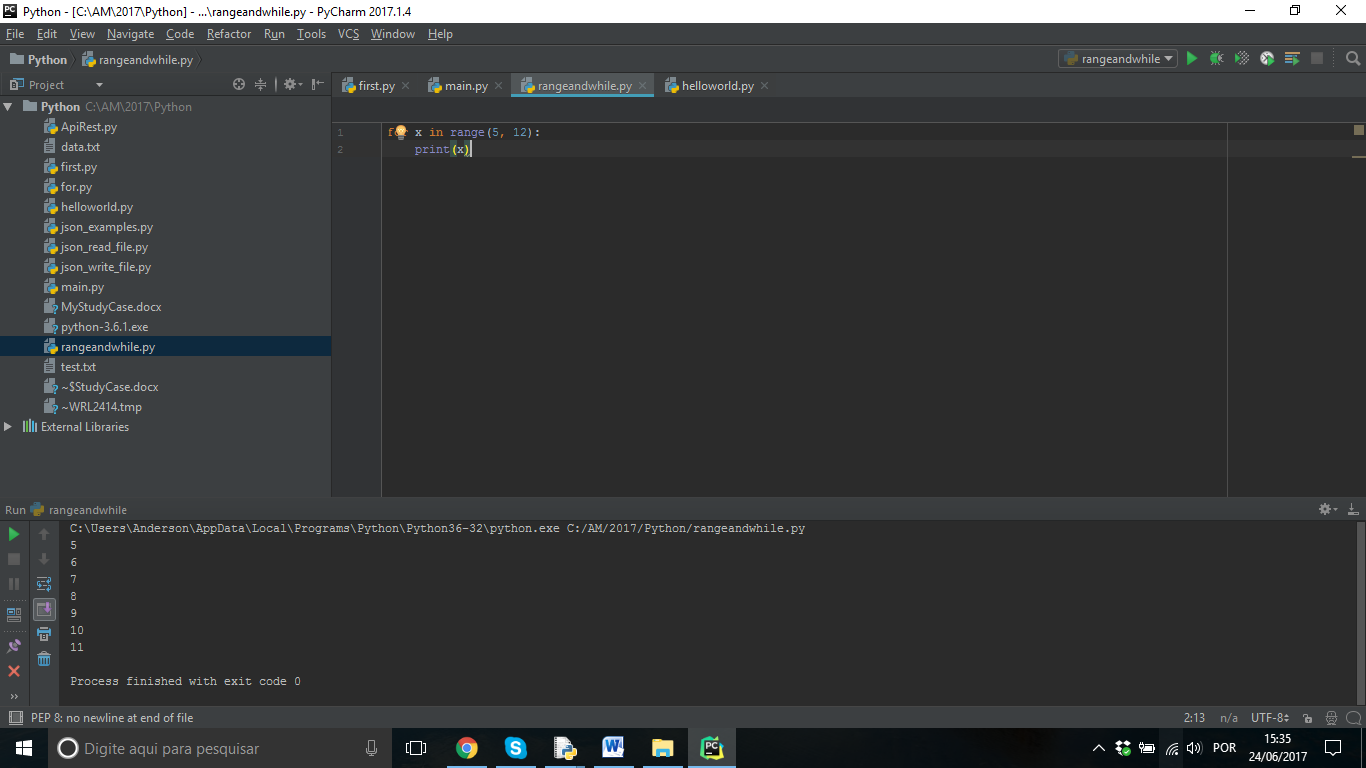 Python - [C:\AM\2017\Python] - ...\rangeandwhile.py - PyCharm 2017.1.4
File Edit View Navigate Code Refactor Run Tools VCS Window Help
Python rangeandwhile.py
rangeandwhile
Project
first.py main.py rangeandwhile.py helloworld.py
Python C:\AM\2017\Python
ApiRest.py
data.txt
first.py
for.py
helloworld.py
json_examples.py
json_read_file.py
json_write_file.py
main.py
MyStudyCase.docx
python-3.6.1.exe
rangeandwhile.py
test.txt
~$StudyCase.docx
~WRL2414.tmp
External Libraries
1 for x in range(5, 12):
2 print(x)
Run rangeandwhile
C:\Users\Anderson\AppData\Local\Programs\Python\Python36-32\python.exe C:/AM/2017/Python/rangeandwhile.py
5
6
7
8
9
10
11
Process finished with exit code 0
PEP 8: no newline at end of file
2:13 n/a UTF-8
Digite aqui para pesquisar
POR
15:35
24/06/2017